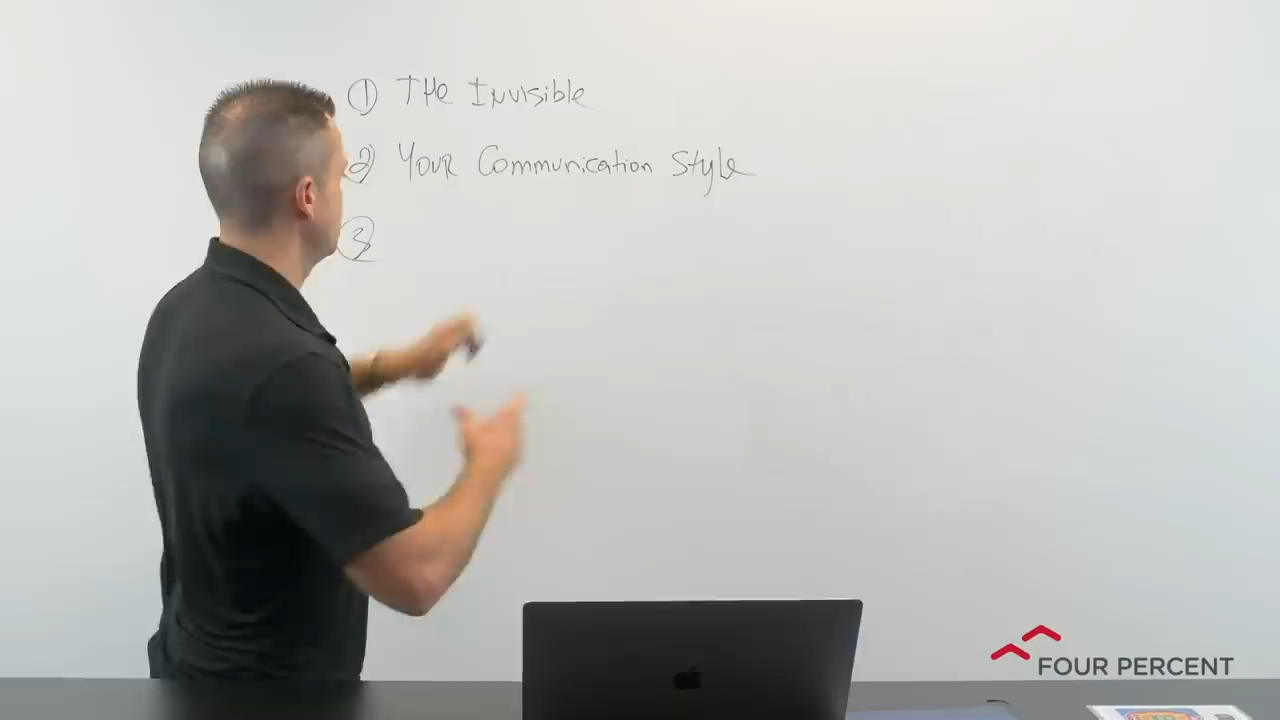 ① THe INvisible
② YOUR Communication Style
③
FOUR PERCENT